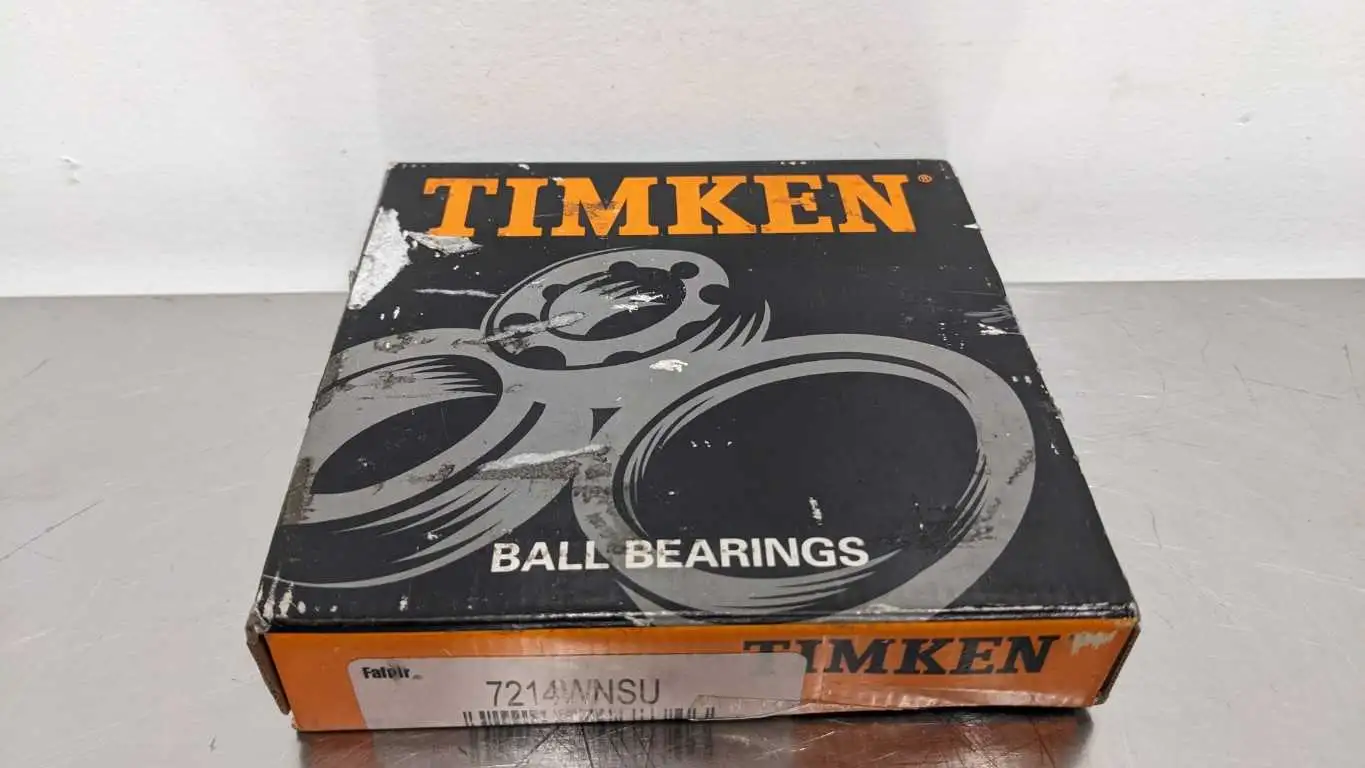 TIMKEN®
BALL BEARINGS
TIMKEN
Fafnir®
7214WNSU